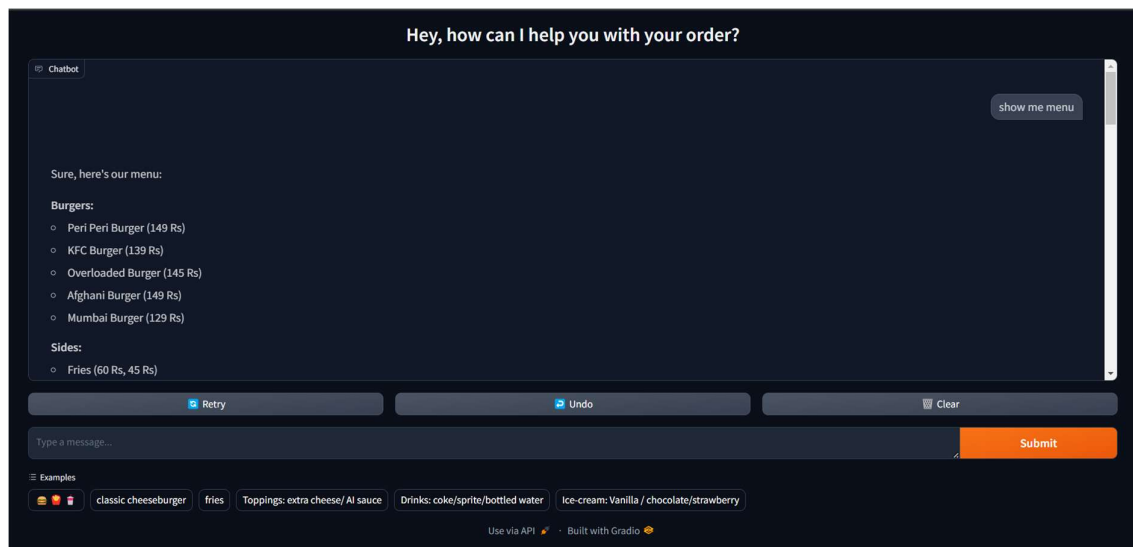 Hey, how can I help you with your order?
Chatbot
show me menu
Sure, here's our menu:
Burgers:
Peri Peri Burger (149 Rs)
KFC Burger (139 Rs)
Overloaded Burger (145 Rs)
Afghani Burger (149 Rs)
Mumbai Burger (129 Rs)
Sides:
Fries (60 Rs, 45 Rs)
Retry Undo Clear
Type a message... Submit
Examples
classic cheeseburger fries Toppings: extra cheese/ AI sauce Drinks: coke/sprite/bottled water Ice-cream: Vanilla / chocolate/strawberry
Use via API · Built with Gradio